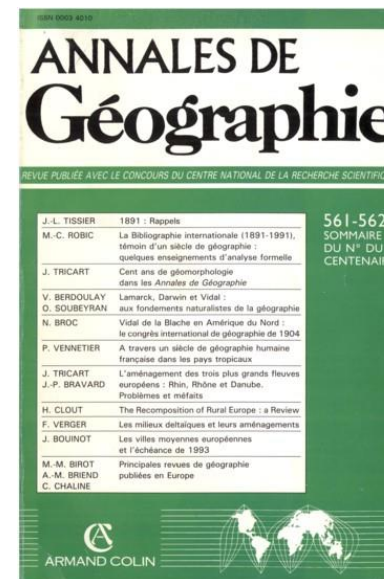 ISSN 0003 4010
ANNALES DE
Géographie
REVUE PUBLIÉE AVEC LE CONCOURS DU CENTRE NATIONAL DE LA RECHERCHE SCIENTIFIQ
561-562
SOMMAIRE
DU N° DU
CENTENAIR
J.-L. TISSIER 1891 : Rappels
M.-C. ROBIC La Bibliographie internationale (1891-1991),
témoin d'un siècle de géographie :
quelques enseignements d'analyse formelle
J. TRICART Cent ans de géomorphologie
dans les Annales de Géographie
V. BERDOULAY Lamarck, Darwin et Vidal :
O. SOUBEYRAN aux fondements naturalistes de la géographie
N. BROC Vidal de la Blache en Amérique du Nord :
le congrès international de géographie de 1904
P. VENNETIER A travers un siècle de géographie humaine
française dans les pays tropicaux
J. TRICART L'aménagement des trois plus grands fleuves
J.-P. BRAVARD européens : Rhin, Rhône et Danube.
Problèmes et méfaits
H. CLOUT The Recomposition of Rural Europe : a Review
F. VERGER Les milieux deltaïques et leurs aménagements
J. BOUINOT Les villes moyennes européennes
et l'échéance de 1993
M.-M. BIROT Principales revues de géographie
A.-M. BRIEND publiées en Europe
C. CHALINE
ARMAND COLIN